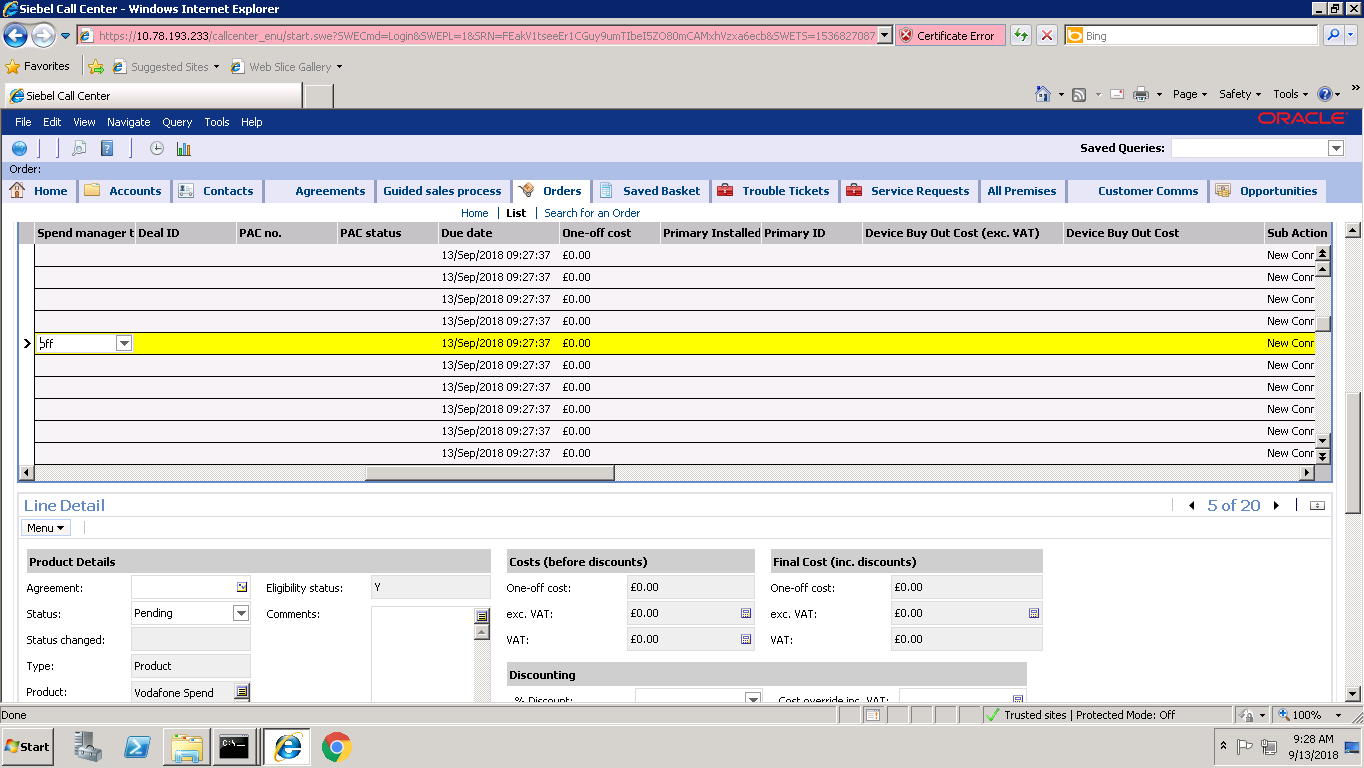 Siebel Call Center - Windows Internet Explorer
https://10.78.193.233/callcenter_enu/start.swe?SWECmd=Login&SWEPL=1&SRN=FEakV1tseeEr1CGuy9umTIbeI5ZO80mCAMxhVzxa6ecb&SWETS=1536827087 Certificate Error Bing
Favorites Suggested Sites Web Slice Gallery
Siebel Call Center Page Safety Tools
File Edit View Navigate Query Tools Help ORACLE
Saved Queries:
Order:
Home Accounts Contacts Agreements Guided sales process Orders Saved Basket Trouble Tickets Service Requests All Premises Customer Comms Opportunities
Home List Search for an Order
Spend manager t Deal ID PAC no. PAC status Due date One-off cost Primary Installed Primary ID Device Buy Out Cost (exc. VAT) Device Buy Out Cost Sub Action
13/Sep/2018 09:27:37 £0.00 New Conr
13/Sep/2018 09:27:37 £0.00 New Conr
13/Sep/2018 09:27:37 £0.00 New Conr
13/Sep/2018 09:27:37 £0.00 New Conr
off 13/Sep/2018 09:27:37 £0.00 New Conr
13/Sep/2018 09:27:37 £0.00 New Conr
13/Sep/2018 09:27:37 £0.00 New Conr
13/Sep/2018 09:27:37 £0.00 New Conr
13/Sep/2018 09:27:37 £0.00 New Conr
13/Sep/2018 09:27:37 £0.00 New Conr
Line Detail 5 of 20
Menu
Product Details Costs (before discounts) Final Cost (inc. discounts)
Agreement: Eligibility status: Y One-off cost: £0.00 One-off cost: £0.00
Status: Pending Comments: exc. VAT: £0.00 exc. VAT: £0.00
Status changed: VAT: £0.00 VAT: £0.00
Type: Product Discounting
Product: Vodafone Spend % Discount: Cost override inc. VAT:
Done Trusted sites | Protected Mode: Off 100%
Start 9:28 AM
9/13/2018